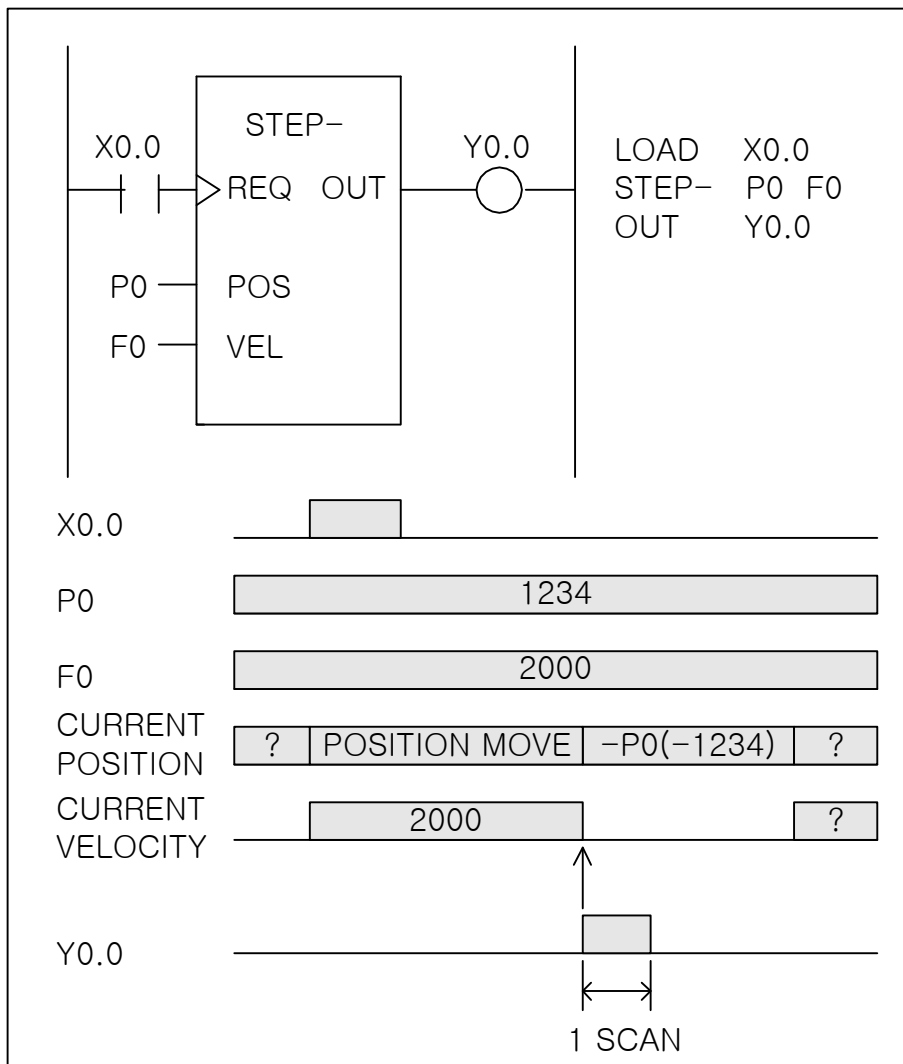 STEP-
X0.0
Y0.0
REQ OUT
P0
POS
F0
VEL
LOAD X0.0
STEP- P0 F0
OUT Y0.0
X0.0
P0
1234
F0
2000
CURRENT
POSITION
?
POSITION MOVE
-P0(-1234)
?
CURRENT
VELOCITY
2000
?
Y0.0
1 SCAN